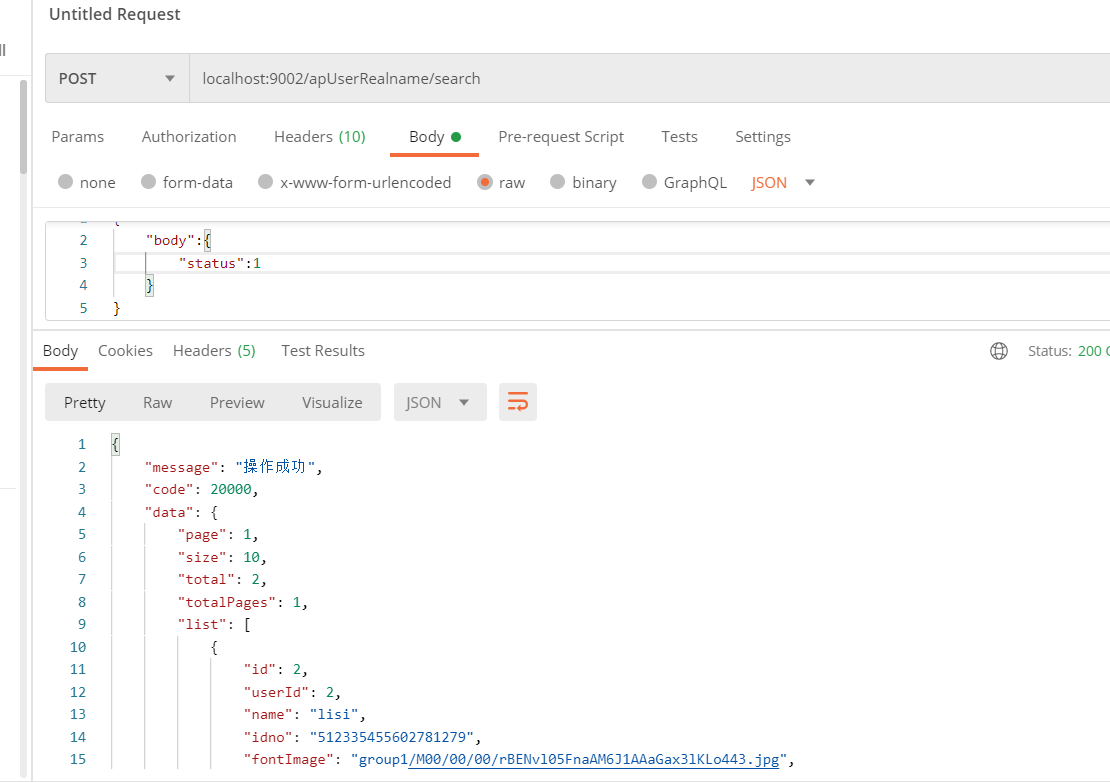 Untitled Request
ll
POST
localhost:9002/apUserRealname/search
Params Authorization Headers (10) Body Pre-request Script Tests Settings
none form-data x-www-form-urlencoded raw binary GraphQL JSON
2 "body":{
3 "status":1
4 }
5 }
Body Cookies Headers (5) Test Results Status: 200
Pretty Raw Preview Visualize JSON
1 {
2 "message": "操作成功",
3 "code": 20000,
4 "data": {
5 "page": 1,
6 "size": 10,
7 "total": 2,
8 "totalPages": 1,
9 "list": [
10 {
11 "id": 2,
12 "userId": 2,
13 "name": "lisi",
14 "idno": "512335455602781279",
15 "fontImage": "group1/M00/00/00/rBENvl05FnaAM6J1AAaGax3lKLo443.jpg",